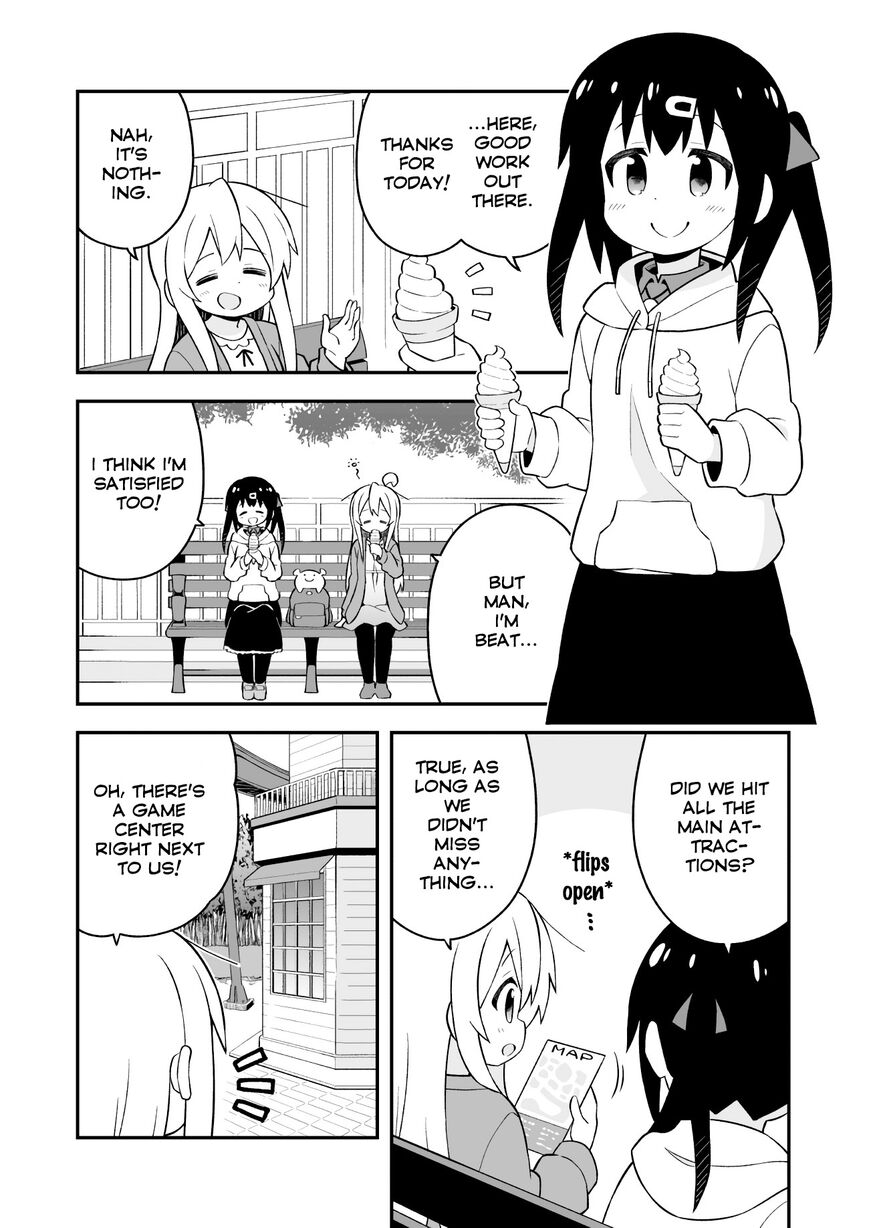 ...HERE,
GOOD
WORK
OUT
THERE.
THANKS
FOR
TODAY!
NAH,
IT'S
NOTH-
ING.
BUT
MAN,
I'M
BEAT...
I THINK I'M
SATISFIED
TOO!
DID WE HIT
ALL THE
MAIN AT-
TRAC-
TIONS?
*flips
open*
TRUE, AS
LONG AS
WE
DIDN'T
MISS
ANY-
THING...
MAP
OH, THERE'S
A GAME
CENTER
RIGHT NEXT
TO US!